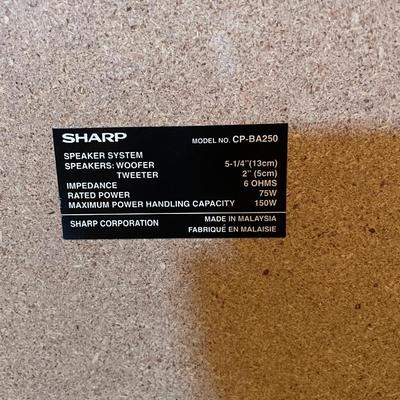 SHARP MODEL NO. CP-BA250
SPEAKER SYSTEM
SPEAKERS: WOOFER 5-1/4"(13cm)
TWEETER 2" (5cm)
IMPEDANCE 6 OHMS
RATED POWER 75W
MAXIMUM POWER HANDLING CAPACITY 150W
SHARP CORPORATION MADE IN MALAYSIA
FABRIQUÉ EN MALAISIE